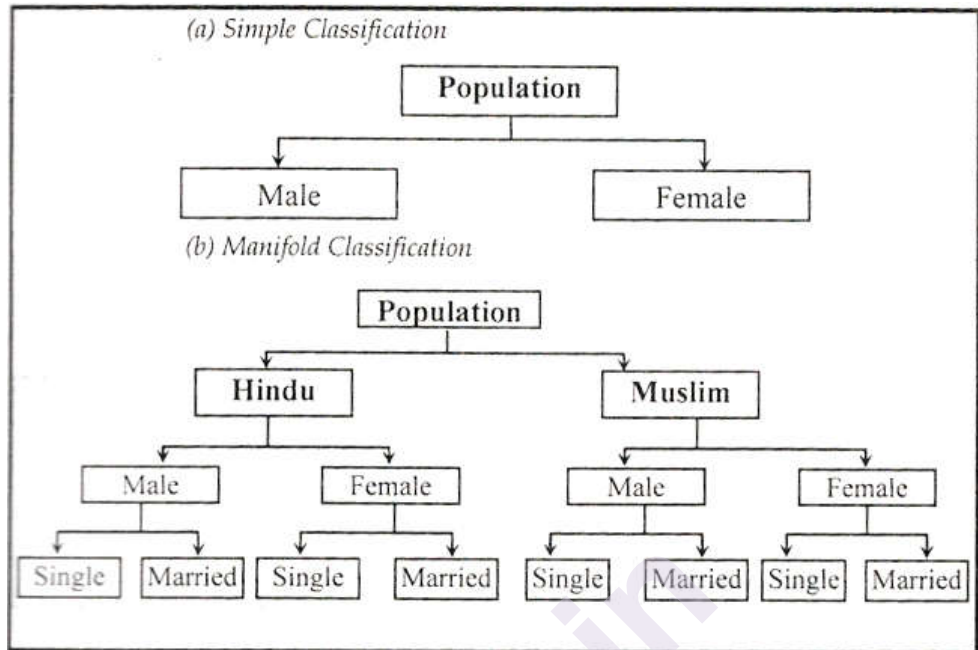 (a) Simple Classification
Population
Male Female
(b) Manifold Classification
Population
Hindu Muslim
Male Female Male Female
Single Married Single Married Single Married Single Married
in